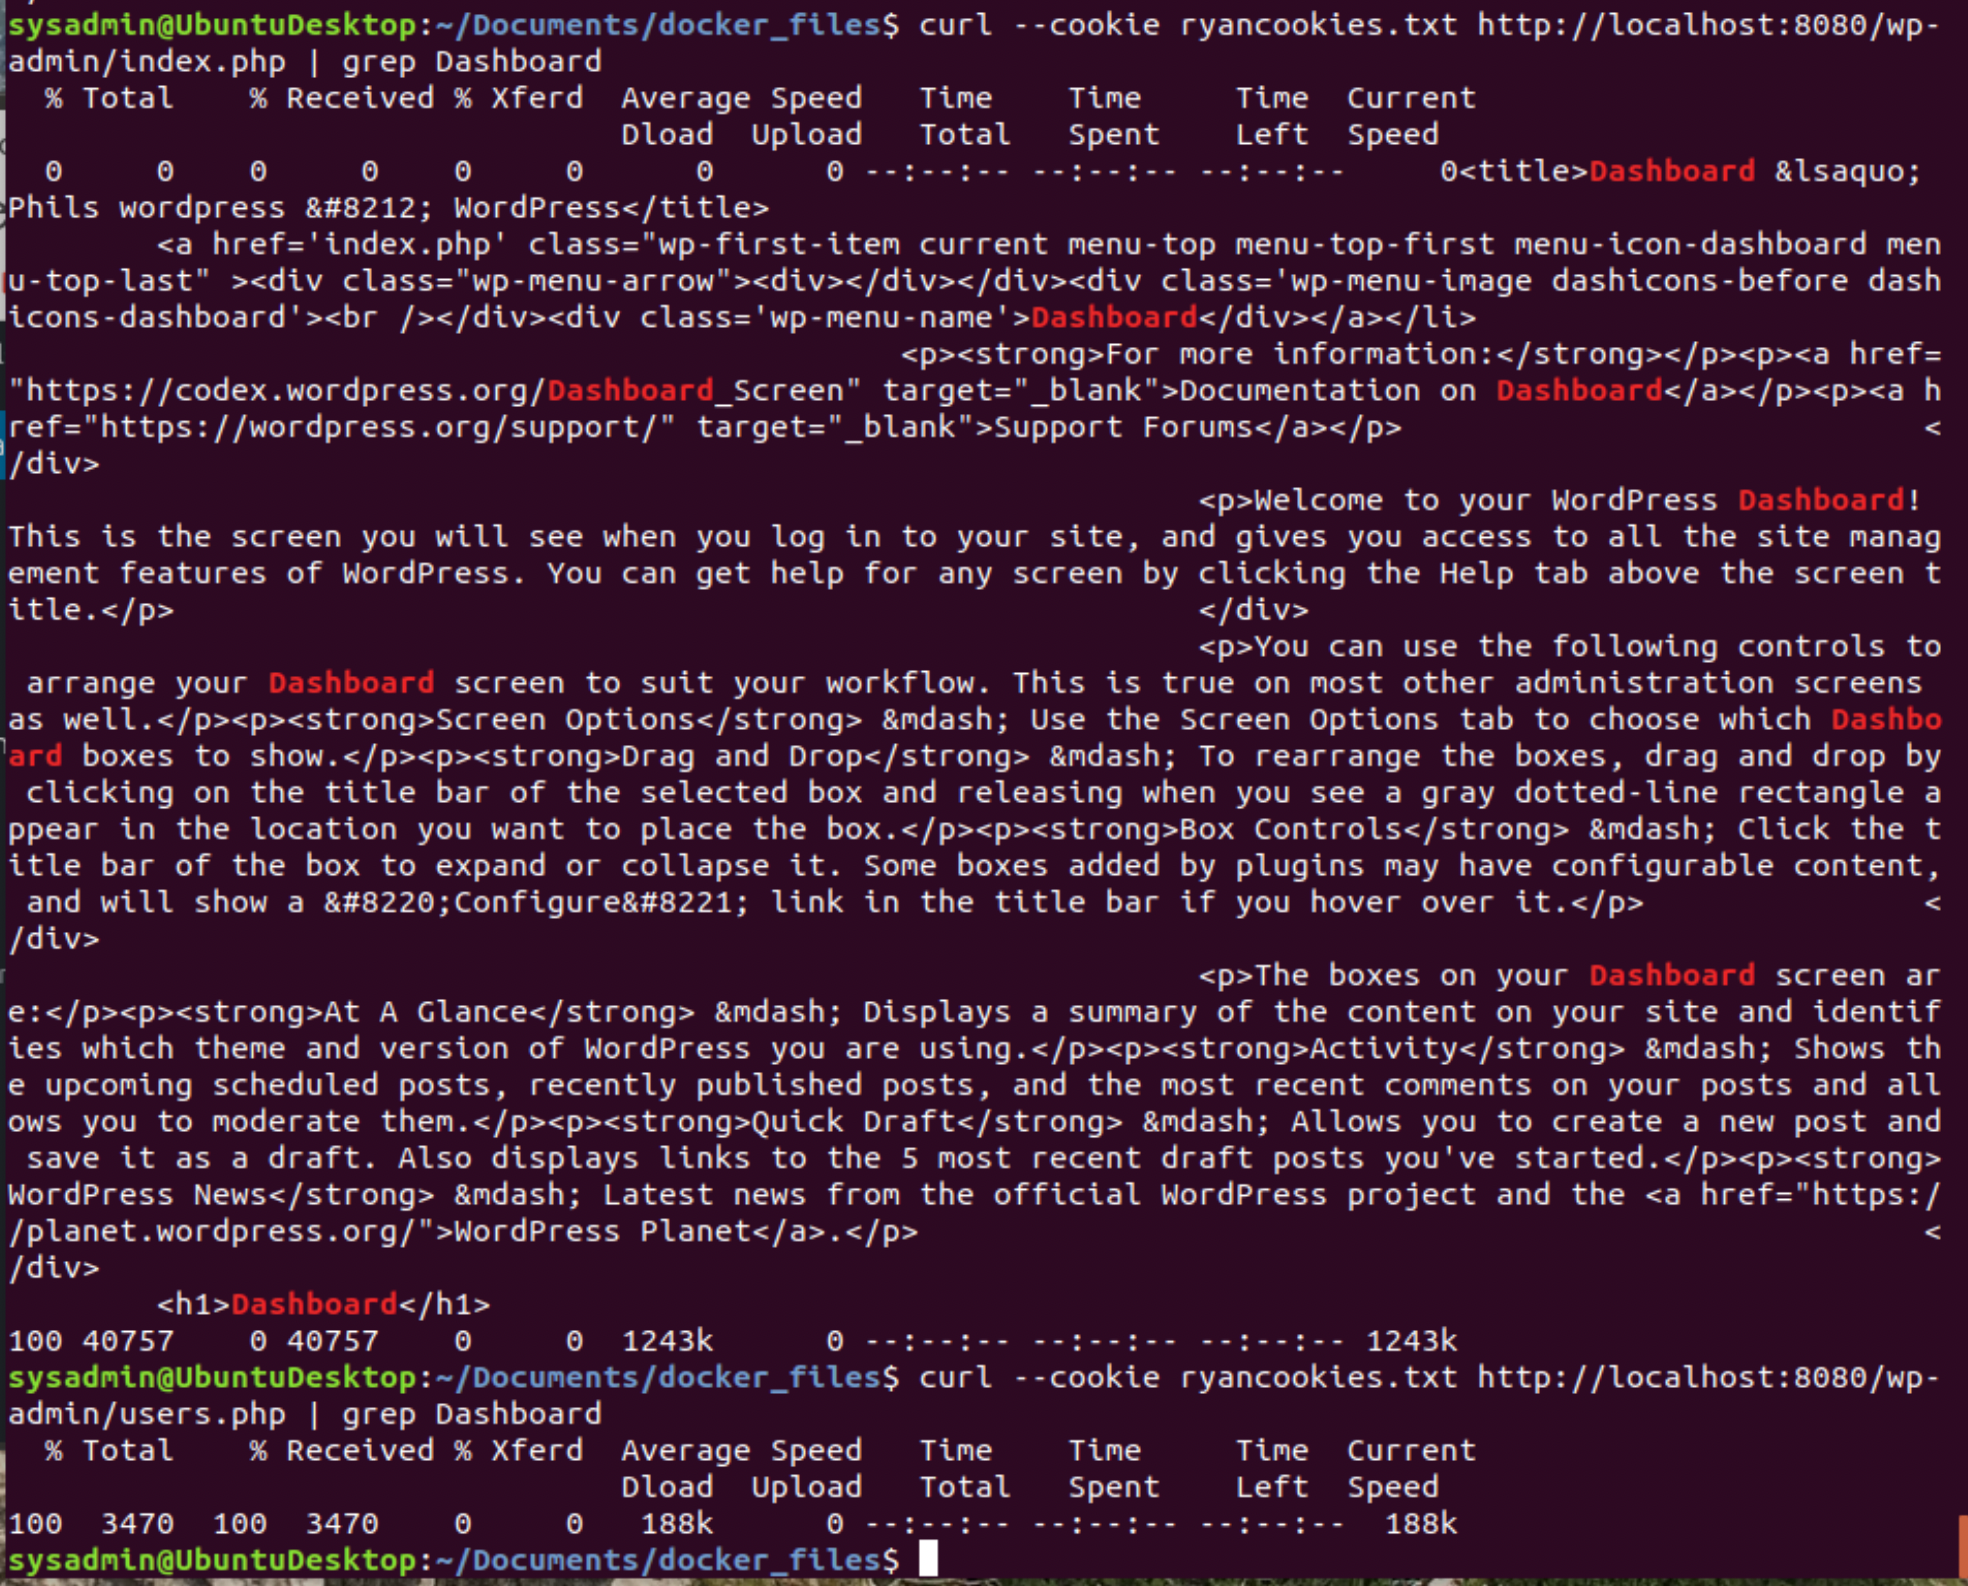 sysadmin@UbuntuDesktop:~/Documents/docker_files$ curl --cookie ryancookies.txt http://localhost:8080/wp-
admin/index.php | grep Dashboard
  % Total    % Received % Xferd  Average Speed   Time    Time     Time  Current
                                 Dload  Upload   Total   Spent    Left  Speed
  0     0    0     0    0     0      0      0 --:--:-- --:--:-- --:--:--     0<title>Dashboard &lsaquo;
Phils wordpress &#8212; WordPress</title>
        <a href='index.php' class="wp-first-item current menu-top menu-top-first menu-icon-dashboard men
u-top-last" ><div class="wp-menu-arrow"><div></div></div><div class='wp-menu-image dashicons-before dash
icons-dashboard'><br /></div><div class='wp-menu-name'>Dashboard</div></a></li>
                                                <p><strong>For more information:</strong></p><p><a href=
"https://codex.wordpress.org/Dashboard_Screen" target="_blank">Documentation on Dashboard</a></p><p><a h
ref="https://wordpress.org/support/" target="_blank">Support Forums</a></p>                            <
/div>
                                                                <p>Welcome to your WordPress Dashboard!
This is the screen you will see when you log in to your site, and gives you access to all the site manag
ement features of WordPress. You can get help for any screen by clicking the Help tab above the screen t
itle.</p>                                                       </div>
                                                                <p>You can use the following controls to
 arrange your Dashboard screen to suit your workflow. This is true on most other administration screens
as well.</p><p><strong>Screen Options</strong> &mdash; Use the Screen Options tab to choose which Dashbo
ard boxes to show.</p><p><strong>Drag and Drop</strong> &mdash; To rearrange the boxes, drag and drop by
 clicking on the title bar of the selected box and releasing when you see a gray dotted-line rectangle a
ppear in the location you want to place the box.</p><p><strong>Box Controls</strong> &mdash; Click the t
itle bar of the box to expand or collapse it. Some boxes added by plugins may have configurable content,
 and will show a &#8220;Configure&#8221; link in the title bar if you hover over it.</p>               <
/div>
                                                                <p>The boxes on your Dashboard screen ar
e:</p><p><strong>At A Glance</strong> &mdash; Displays a summary of the content on your site and identif
ies which theme and version of WordPress you are using.</p><p><strong>Activity</strong> &mdash; Shows th
e upcoming scheduled posts, recently published posts, and the most recent comments on your posts and all
ows you to moderate them.</p><p><strong>Quick Draft</strong> &mdash; Allows you to create a new post and
 save it as a draft. Also displays links to the 5 most recent draft posts you've started.</p><p><strong>
WordPress News</strong> &mdash; Latest news from the official WordPress project and the <a href="https:/
/planet.wordpress.org/">WordPress Planet</a>.</p>                                                      <
/div>
        <h1>Dashboard</h1>
100 40757    0 40757    0     0  1243k      0 --:--:-- --:--:-- --:--:-- 1243k
sysadmin@UbuntuDesktop:~/Documents/docker_files$ curl --cookie ryancookies.txt http://localhost:8080/wp-
admin/users.php | grep Dashboard
  % Total    % Received % Xferd  Average Speed   Time    Time     Time  Current
                                 Dload  Upload   Total   Spent    Left  Speed
100  3470  100  3470    0     0   188k      0 --:--:-- --:--:-- --:--:--  188k
sysadmin@UbuntuDesktop:~/Documents/docker_files$